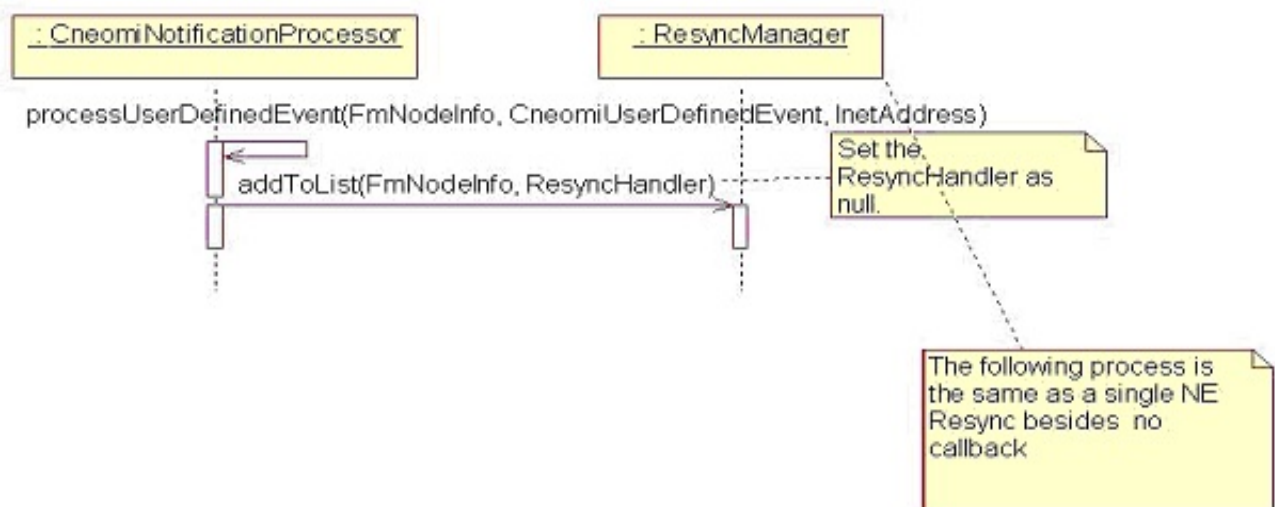 : CneomiNotificationProcessor
: ResyncManager
processUserDefinedEvent(FmNodeInfo, CneomiUserDefinedEvent, InetAddress)
Set the
ResyncHandler as
null.
addToList(FmNodeInfo, ResyncHandler)
The following process is
the same as a single NE
Resync besides no
callback